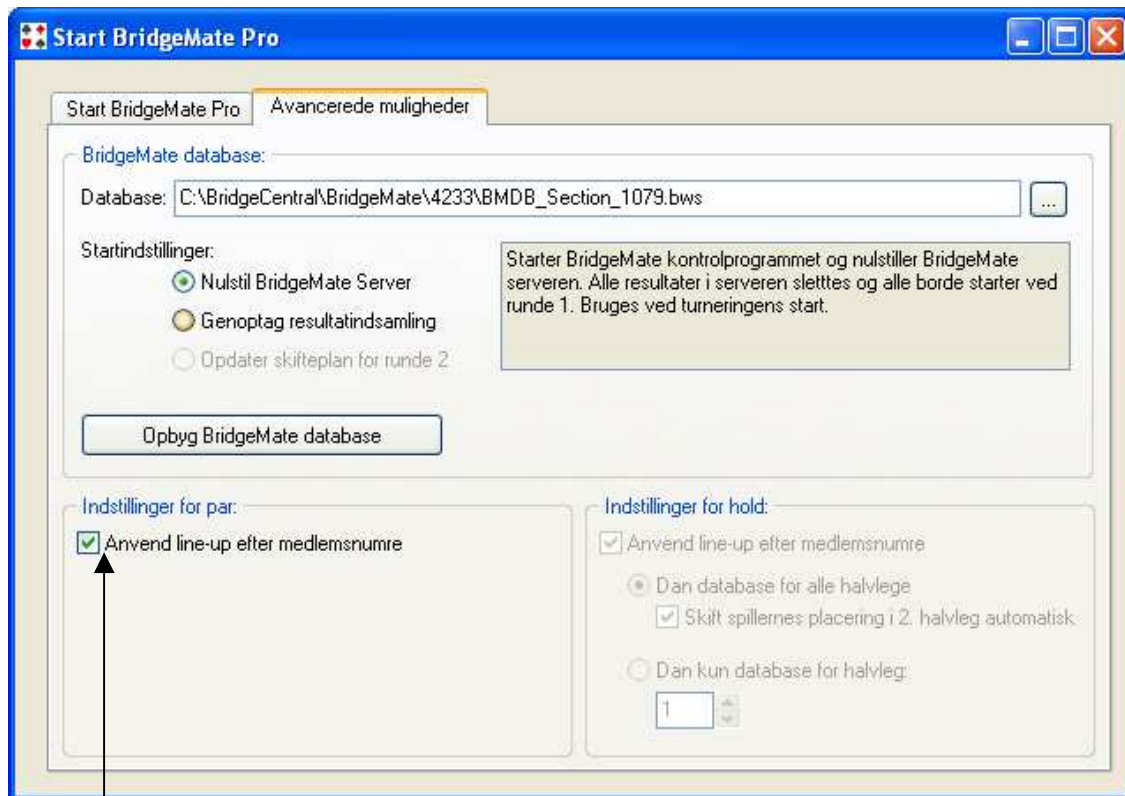 Start BridgeMate Pro
Start BridgeMate Pro
Avancerede muligheder
BridgeMate database:
Database: C:\BridgeCentral\BridgeMate\4233\BMDB_Section_1079.bws
...
Startindstillinger:
Nulstil BridgeMate Server
Genoptag resultatindsamling
Opdater skifteplan for runde 2
Starter BridgeMate kontrolprogrammet og nulstiller BridgeMate
serveren. Alle resultater i serveren sletttes og alle borde starter ved
runde 1. Bruges ved turneringens start.
Opbyg BridgeMate database
Indstillinger for par:
Anvend line-up efter medlemsnumre
Indstillinger for hold:
Anvend line-up efter medlemsnumre
Dan database for alle halvlege
Skift spillernes placering i 2. halvleg automatisk
Dan kun database for halvleg:
1